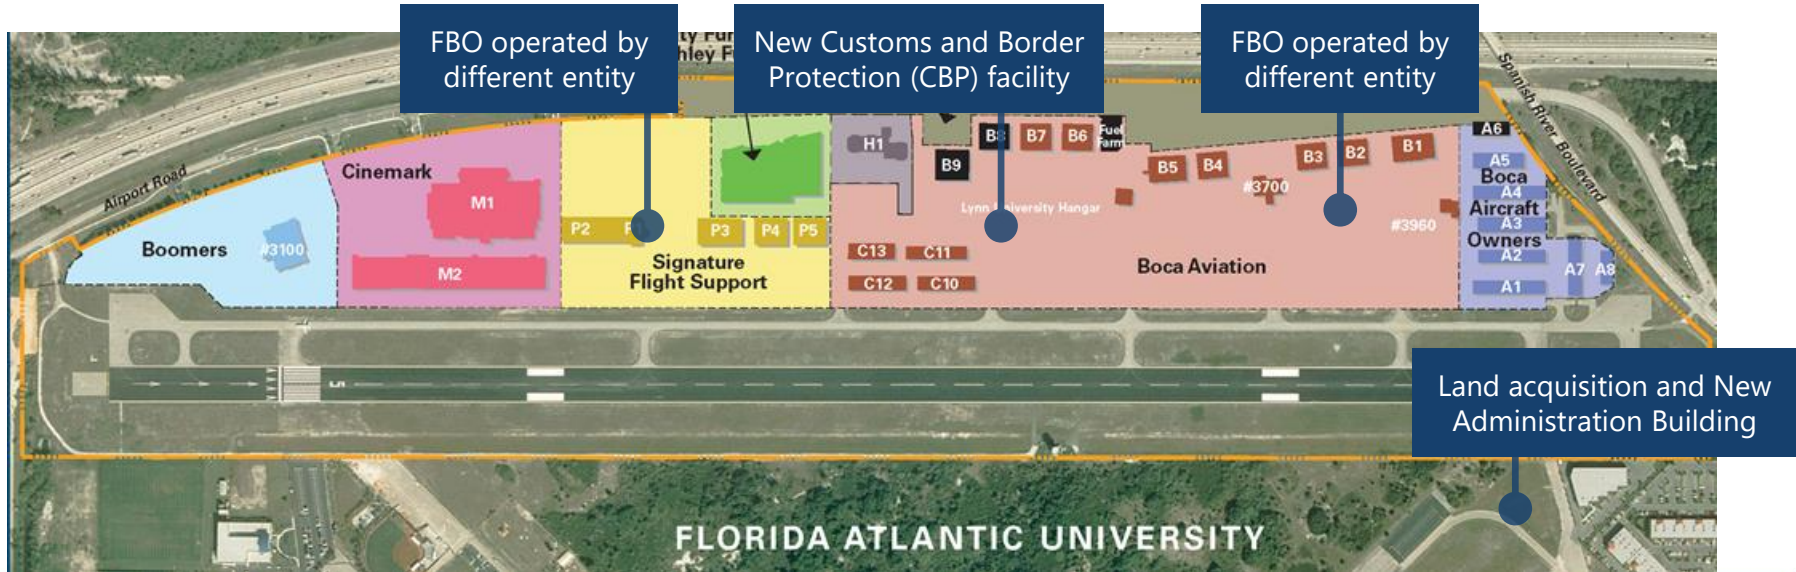 FBO operated by
different entity
New Customs and Border
Protection (CBP) facility
FBO operated by
different entity
Spanish River Boulevard
Airport Road
Boomers
#3100
Cinemark
M1
M2
P2
P3
P4
P5
Signature
Flight Support
H1
B9
B7
B6
Fuel
Farm
B5
B4
B3
B2
B1
#3700
Lynn University Hangar
#3960
C13
C11
C12
C10
Boca Aviation
A6
A5
Boca
A4
Aircraft
A3
Owners
A2
A1
A7
A8
5
Land acquisition and New
Administration Building
FLORIDA ATLANTIC UNIVERSITY